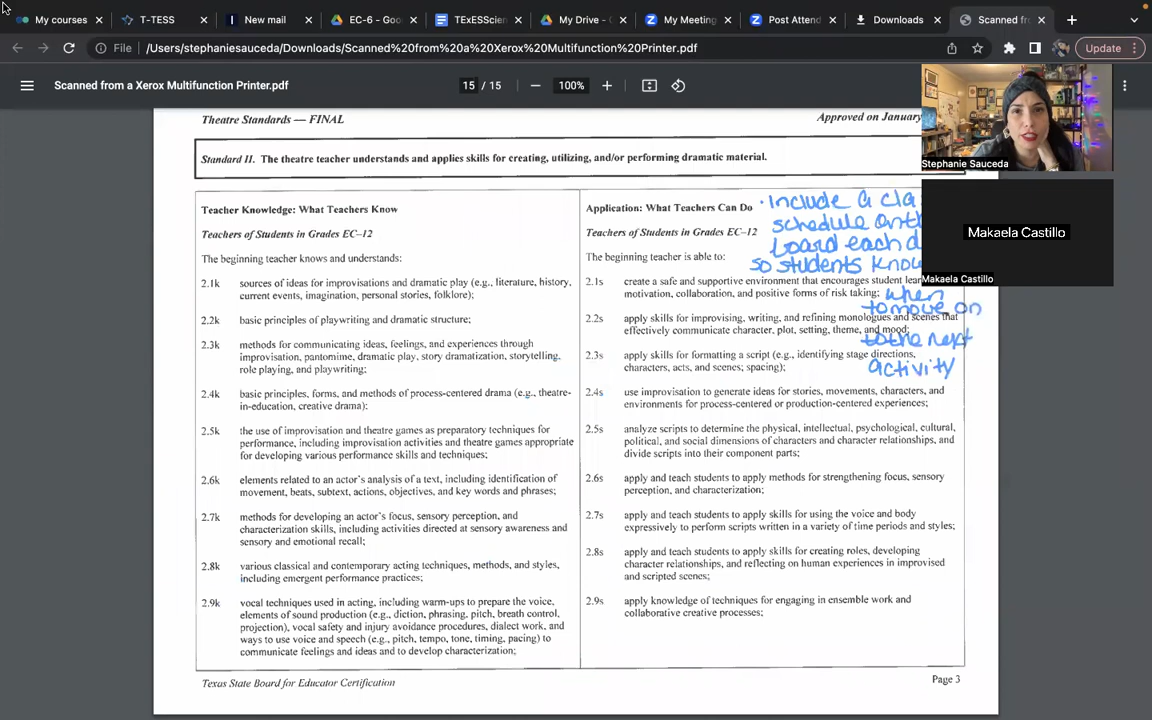 My courses
T-TESS
New mail
EC-6 - Goo
TExESScien
My Drive -
My Meeting
Post Attend
Downloads
Scanned fr
File /Users/stephaniesauceda/Downloads/Scanned%20from%20a%20Xerox%20Multifunction%20Printer.pdf
Update
Scanned from a Xerox Multifunction Printer.pdf
15 / 15
100%
Stephanie Sauceda
Makaela Castillo
Makaela Castillo
Theatre Standards — FINAL
Approved on January
Standard II. The theatre teacher understands and applies skills for creating, utilizing, and/or performing dramatic material.
Teacher Knowledge: What Teachers Know
Teachers of Students in Grades EC–12
The beginning teacher knows and understands:
2.1k sources of ideas for improvisations and dramatic play (e.g., literature, history,
current events, imagination, personal stories, folklore);
2.2k basic principles of playwriting and dramatic structure;
2.3k methods for communicating ideas, feelings, and experiences through
improvisation, pantomime, dramatic play, story dramatization, storytelling,
role playing, and playwriting;
2.4k basic principles, forms, and methods of process-centered drama (e.g., theatre-
in-education, creative drama);
2.5k the use of improvisation and theatre games as preparatory techniques for
performance, including improvisation activities and theatre games appropriate
for developing various performance skills and techniques;
2.6k elements related to an actor's analysis of a text, including identification of
movement, beats, subtext, actions, objectives, and key words and phrases;
2.7k methods for developing an actor's focus, sensory perception, and
characterization skills, including activities directed at sensory awareness and
sensory and emotional recall;
2.8k various classical and contemporary acting techniques, methods, and styles,
including emergent performance practices;
2.9k vocal techniques used in acting, including warm-ups to prepare the voice,
elements of sound production (e.g., diction, phrasing, pitch, breath control,
projection), vocal safety and injury avoidance procedures, dialect work, and
ways to use voice and speech (e.g., pitch, tempo, tone, timing, pacing) to
communicate feelings and ideas and to develop characterization;
Application: What Teachers Can Do
Teachers of Students in Grades EC–12
The beginning teacher is able to:
· Include a cla
schedule on th
board each d
so students know
when
to move on
to the next
activity
2.1s create a safe and supportive environment that encourages student lear
motivation, collaboration, and positive forms of risk taking;
2.2s apply skills for improvising, writing, and refining monologues and scenes that
effectively communicate character, plot, setting, theme, and mood;
2.3s apply skills for formatting a script (e.g., identifying stage directions,
characters, acts, and scenes; spacing);
2.4s use improvisation to generate ideas for stories, movements, characters, and
environments for process-centered or production-centered experiences;
2.5s analyze scripts to determine the physical, intellectual, psychological, cultural,
political, and social dimensions of characters and character relationships, and
divide scripts into their component parts;
2.6s apply and teach students to apply methods for strengthening focus, sensory
perception, and characterization;
2.7s apply and teach students to apply skills for using the voice and body
expressively to perform scripts written in a variety of time periods and styles;
2.8s apply and teach students to apply skills for creating roles, developing
character relationships, and reflecting on human experiences in improvised
and scripted scenes;
2.9s apply knowledge of techniques for engaging in ensemble work and
collaborative creative processes;
Texas State Board for Educator Certification
Page 3